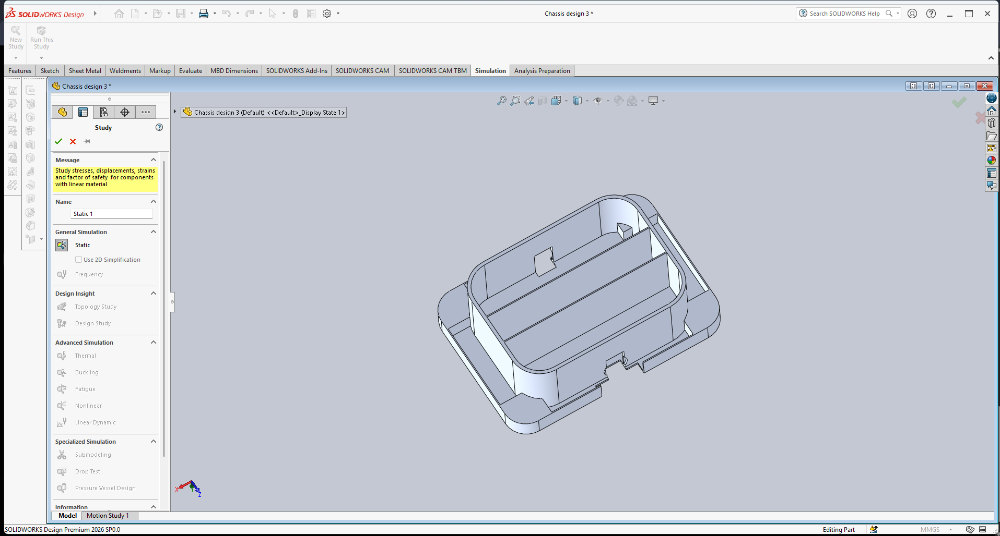 SOLIDWORKS Design
Chassis design 3 *
Search SOLIDWORKS Help
New Study
Run This Study
Features
Sketch
Sheet Metal
Weldments
Markup
Evaluate
MBD Dimensions
SOLIDWORKS Add-Ins
SOLIDWORKS CAM
SOLIDWORKS CAM TBM
Simulation
Analysis Preparation
Chassis design 3 *
3D
Chassis design 3 (Default) <<Default>_Display State 1>
Study
Message
Study stresses, displacements, strains
and factor of safety for components
with linear material
Name
Static 1
General Simulation
Static
Use 2D Simplification
Frequency
Design Insight
Topology Study
Design Study
Advanced Simulation
Thermal
Buckling
Fatigue
Nonlinear
Linear Dynamic
Specialized Simulation
Submodeling
Drop Test
Pressure Vessel Design
Information
X
Z
Model
Motion Study 1
SOLIDWORKS Design Premium 2026 SP0.0
Editing Part
MMGS